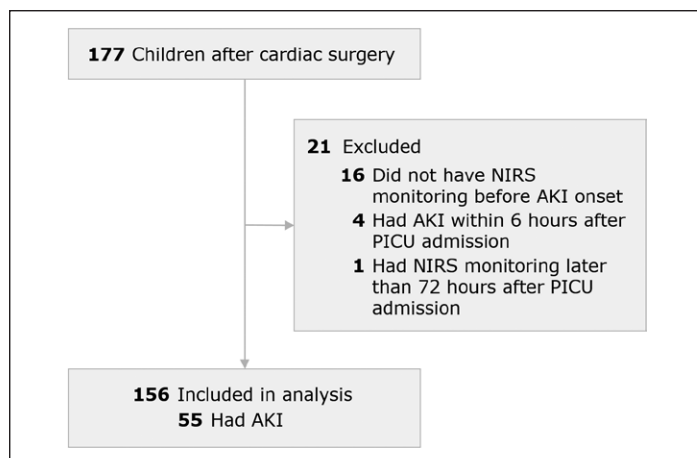 177 Children after cardiac surgery
21 Excluded
16 Did not have NIRS
monitoring before AKI onset
4 Had AKI within 6 hours after
PICU admission
1 Had NIRS monitoring later
than 72 hours after PICU
admission
156 Included in analysis
55 Had AKI